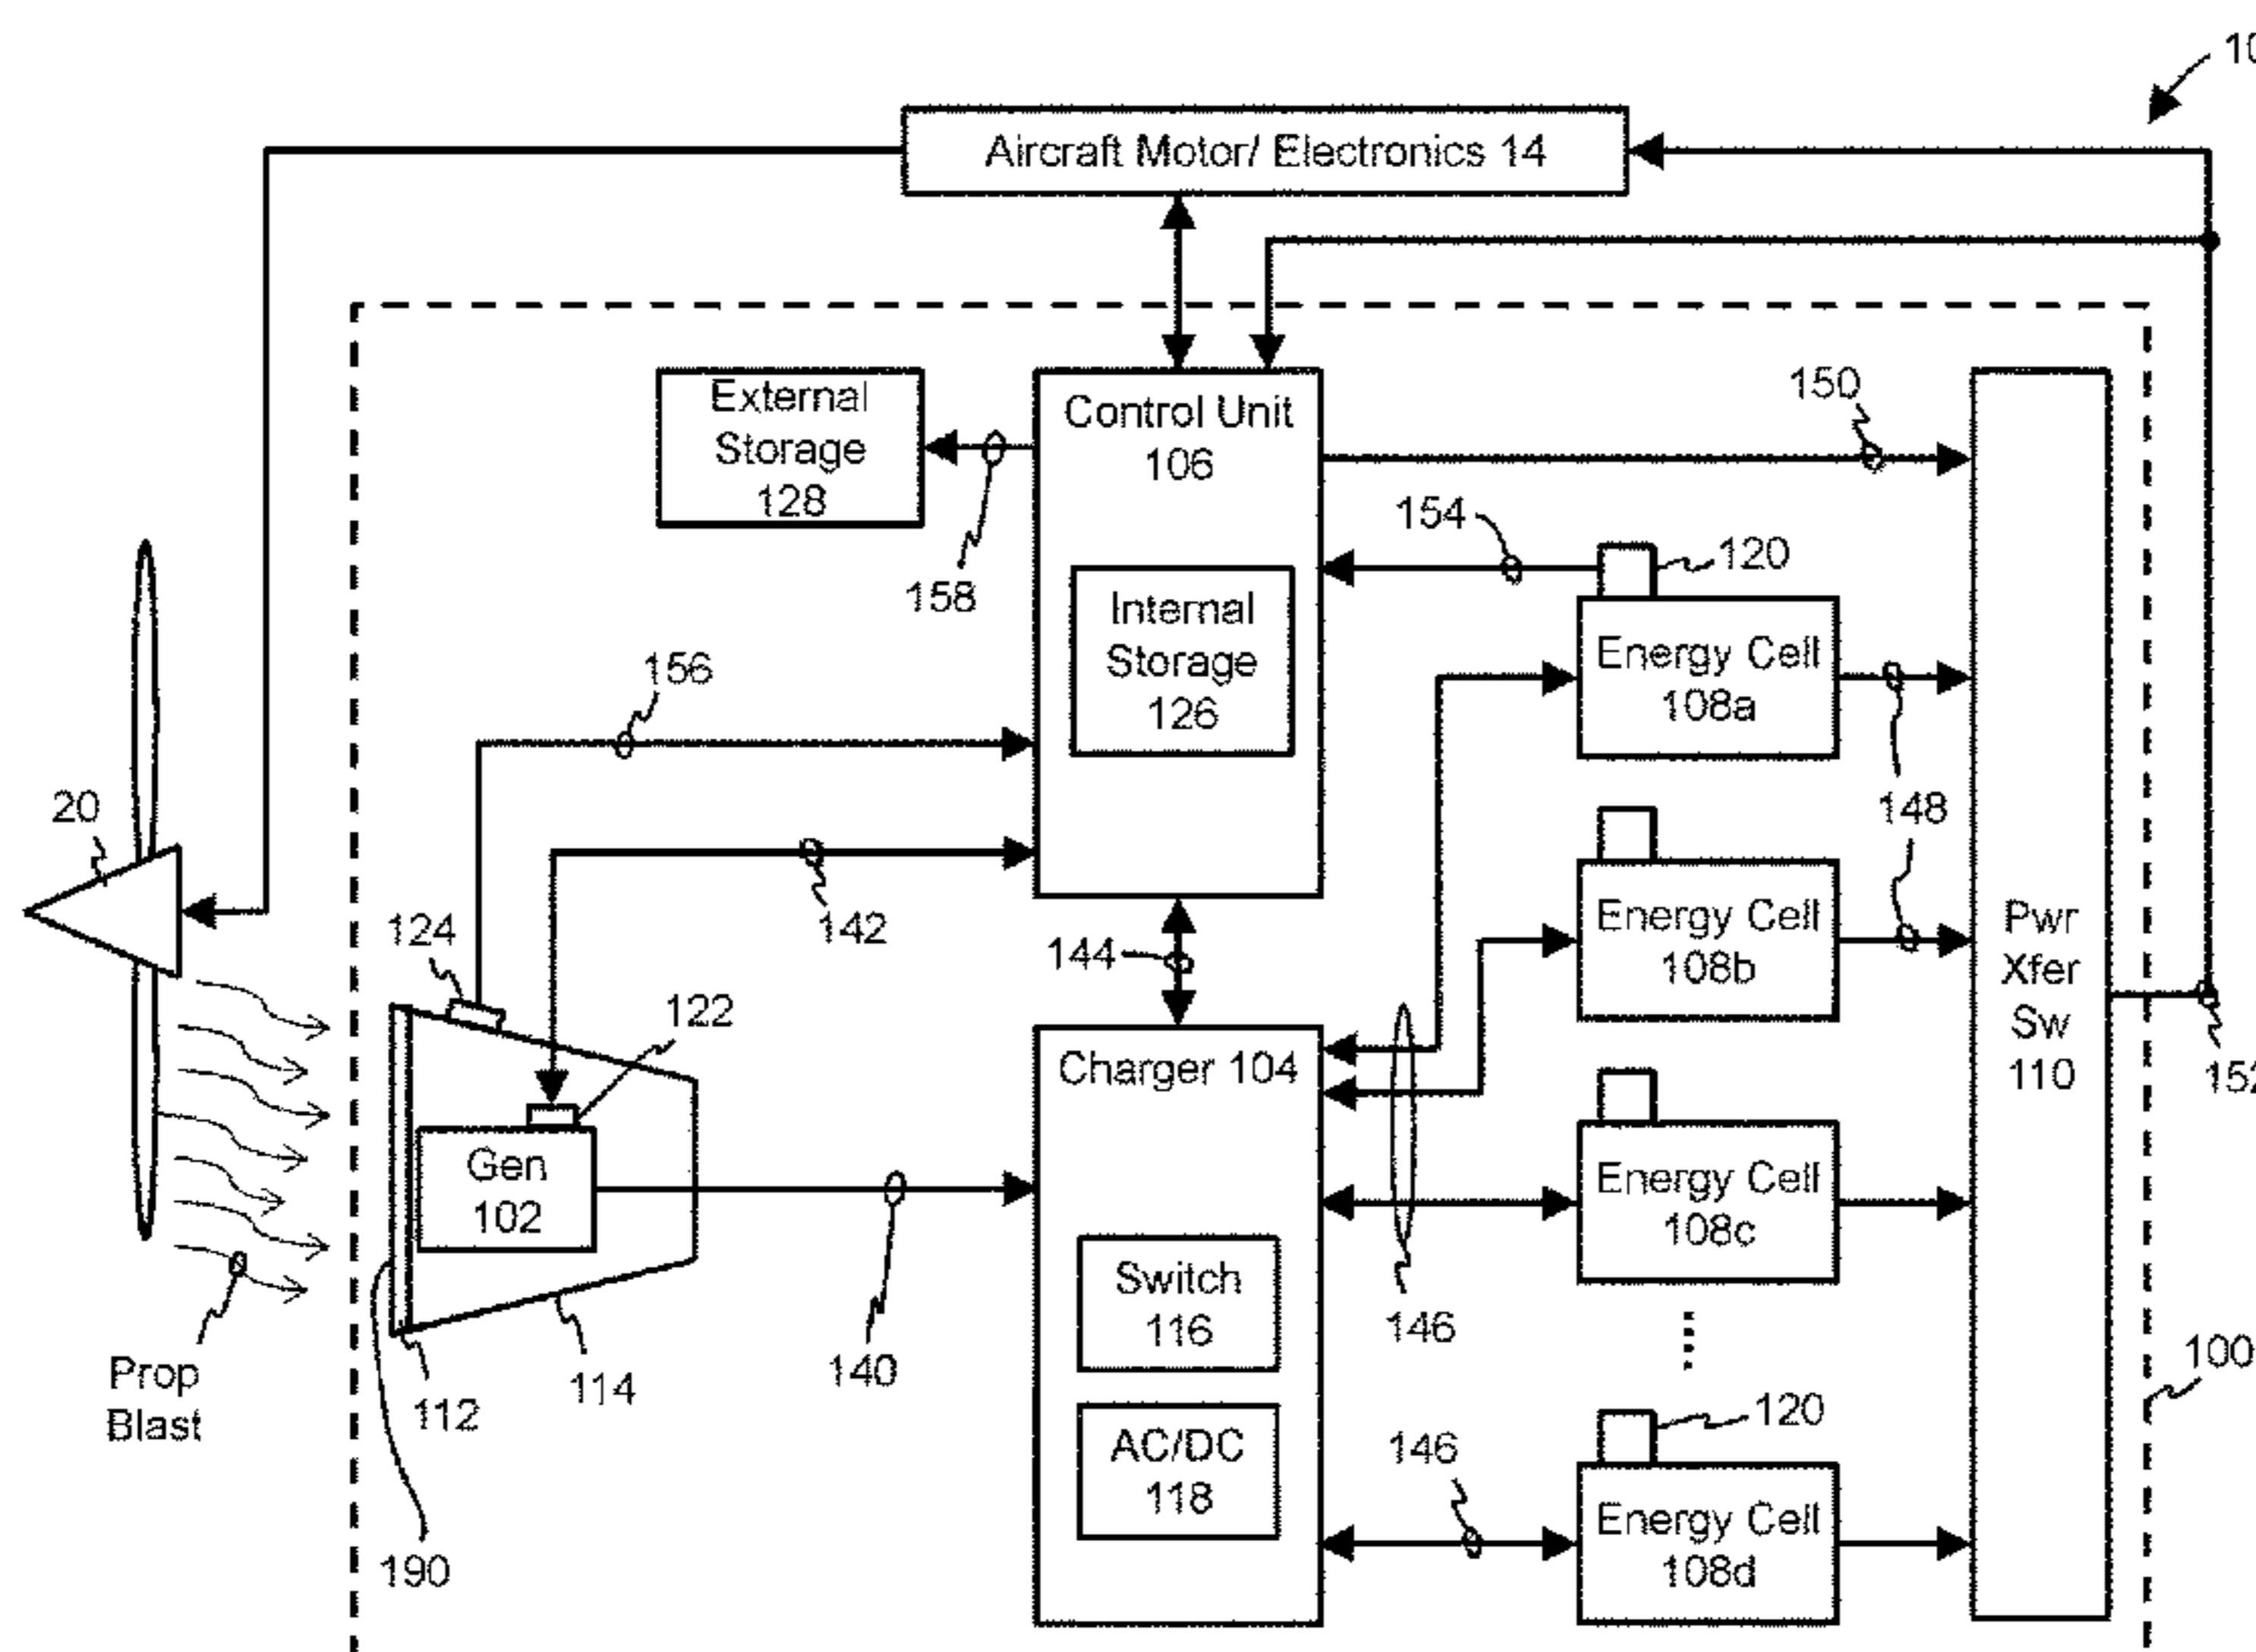 10
Aircraft Motor/ Electronics 14
External
Storage
128
Control Unit
106
150
154
120
158
Internal
Storage
126
Energy Cell
108a
156
148
20
142
124
144
Energy Cell
108b
Pwr
Xfer
Sw
110
152
122
Charger 104
Gen
102
Energy Cell
108c
Switch
116
146
140
114
112
Prop
Blast
100
120
AC/DC
118
146
Energy Cell
108d
190